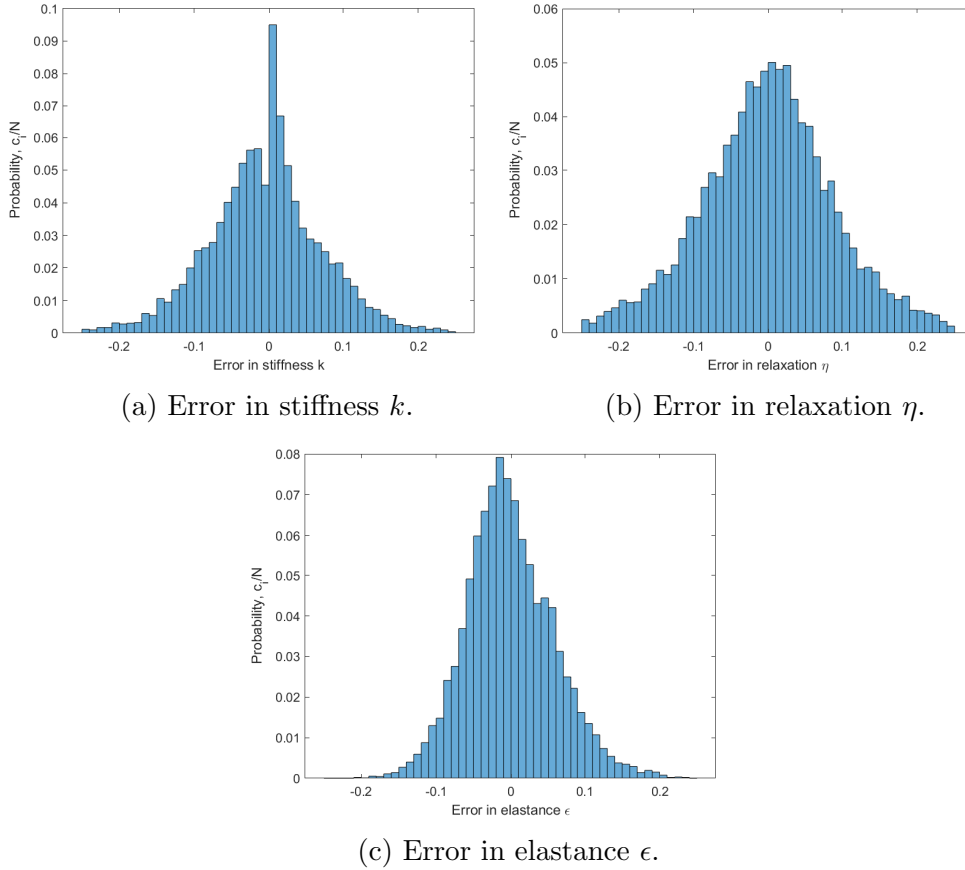 0.1
0.09
0.08
0.07
0.06
0.05
0.04
0.03
0.02
0.01
0
Probability, c_i/N
-0.2 -0.1 0 0.1 0.2
Error in stiffness k
(a) Error in stiffness k.
0.06
0.05
0.04
0.03
0.02
0.01
0
Probability, c_i/N
-0.2 -0.1 0 0.1 0.2
Error in relaxation η
(b) Error in relaxation η.
0.08
0.07
0.06
0.05
0.04
0.03
0.02
0.01
0
Probability, c_i/N
-0.2 -0.1 0 0.1 0.2
Error in elastance ϵ
(c) Error in elastance ϵ.